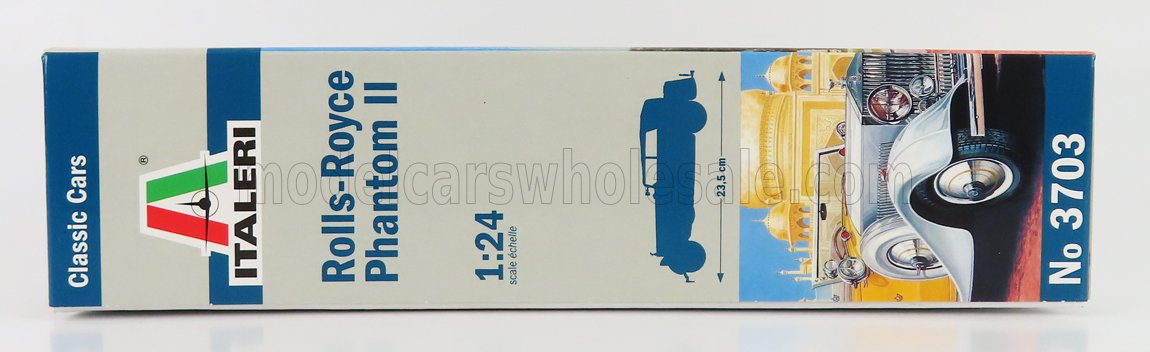 Classic Cars
®
ITALERI
Rolls-Royce
Phantom II
1:24
scale échelle
23,5 cm
No 3703
modelcarswholesale.com